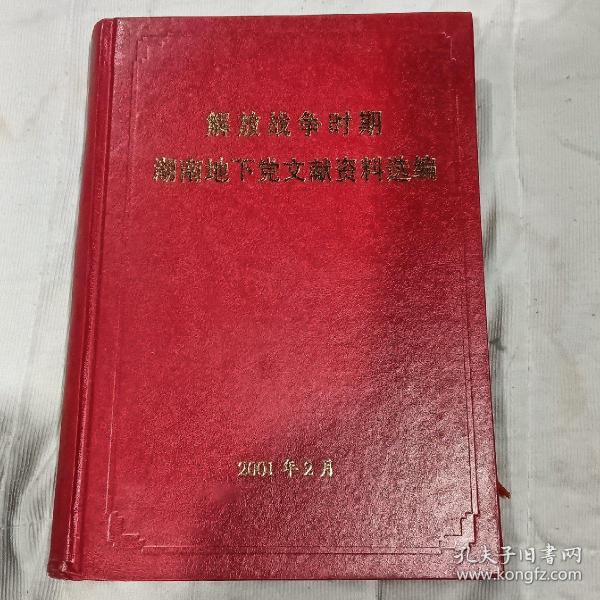 解放战争时期
湖南地下党文献资料选编
2001年2月
孔夫子旧书网
www.kongfz.com